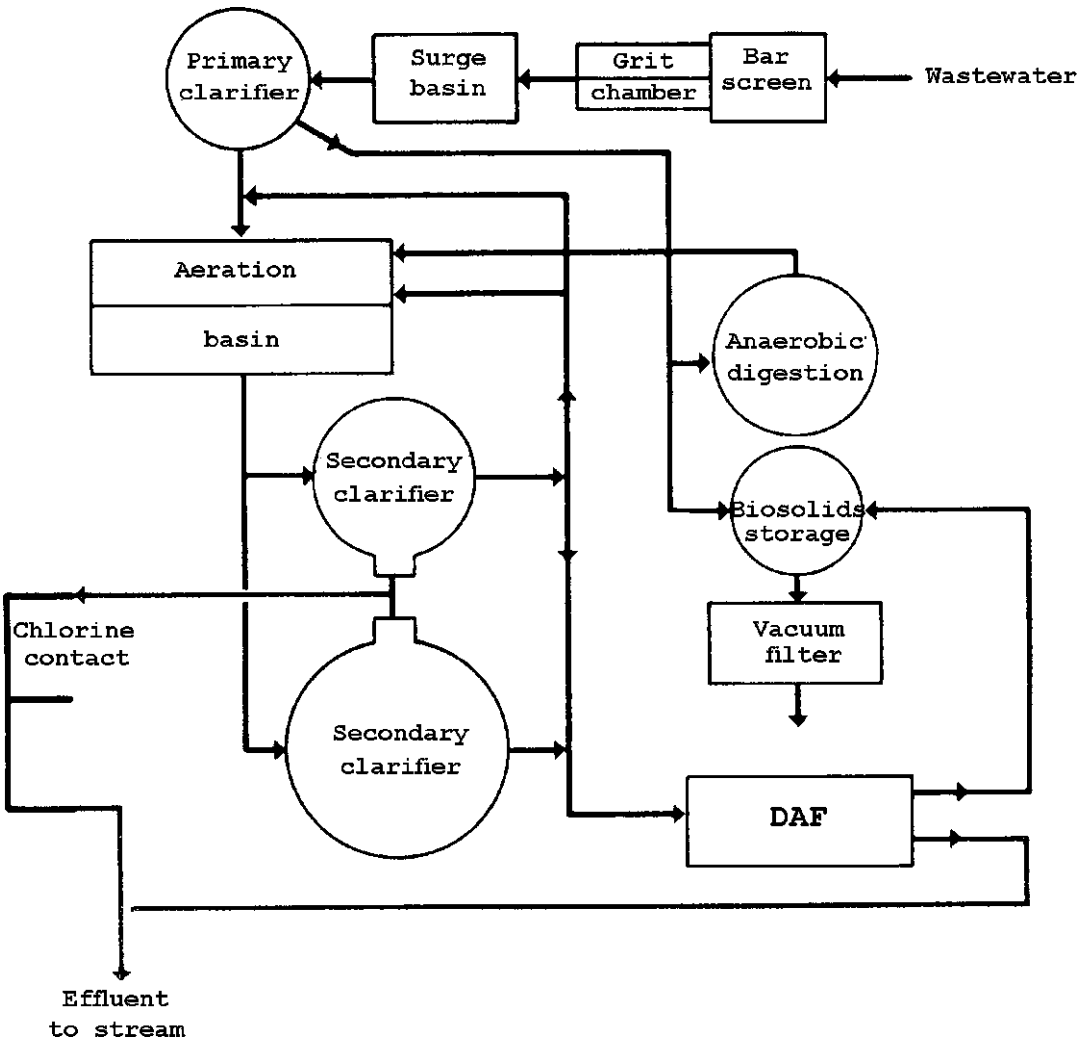 Primary
clarifier
Surge
basin
Grit
chamber
Bar
screen
Wastewater
Aeration
basin
Anaerobic
digestion
Secondary
clarifier
Biosolids
storage
Chlorine
contact
Vacuum
filter
Secondary
clarifier
DAF
Effluent
to stream